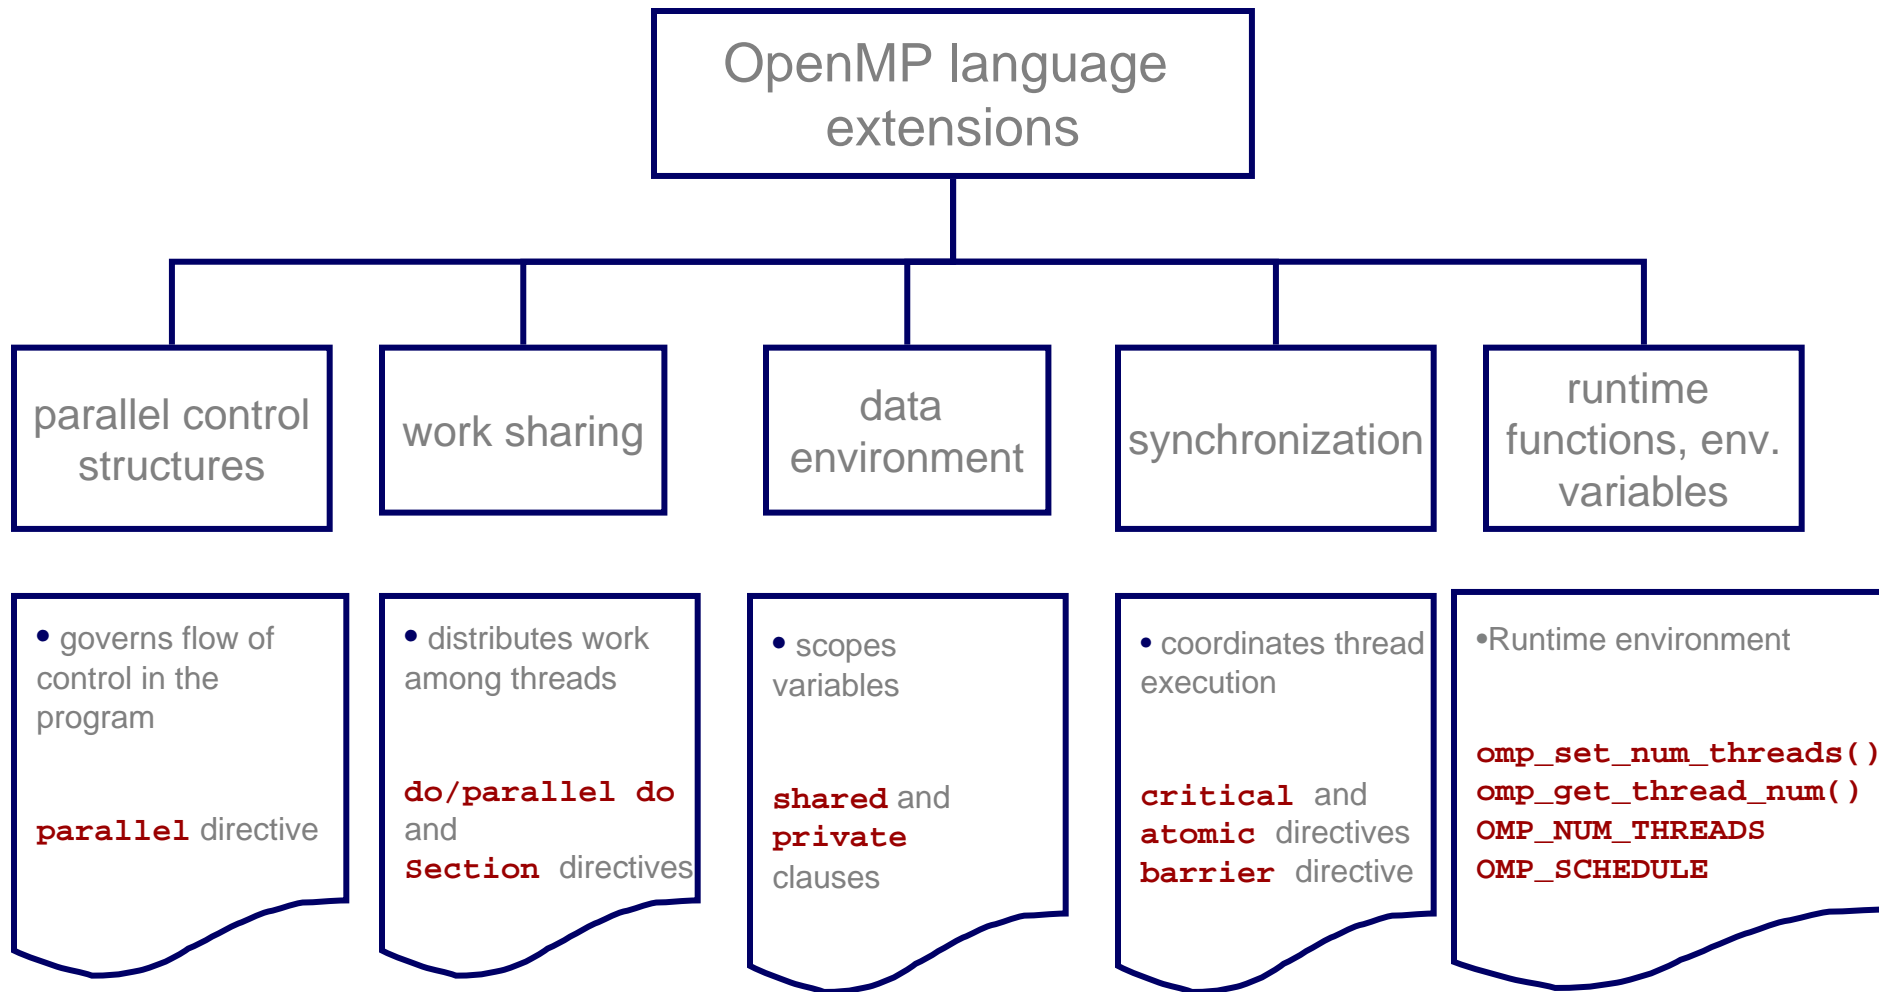 OpenMP language
extensions
parallel control
structures
work sharing
data
environment
synchronization
runtime
functions, env.
variables
• governs flow of
control in the
program
parallel directive
• distributes work
among threads
do/parallel do
and
Section directives
• scopes
variables
shared and
private
clauses
• coordinates thread
execution
critical and
atomic directives
barrier directive
•Runtime environment
omp_set_num_threads()
omp_get_thread_num()
OMP_NUM_THREADS
OMP_SCHEDULE